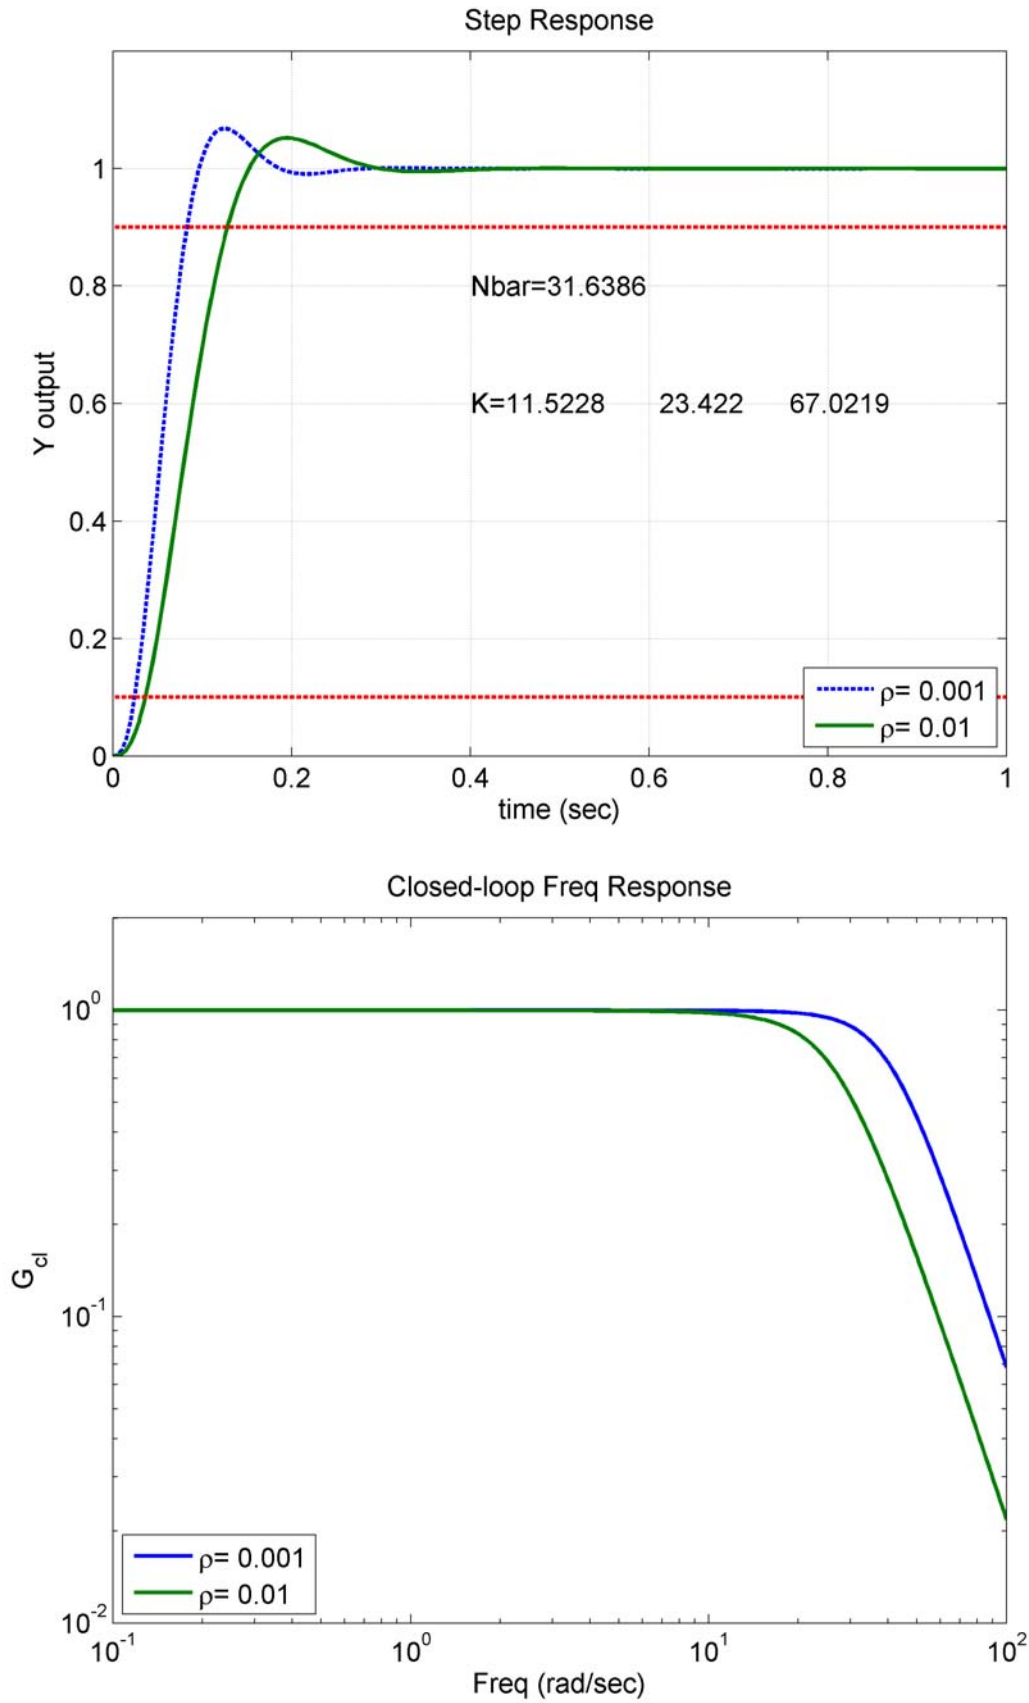 Step Response
1
0.8
0.6
0.4
0.2
0
Y output
Nbar=31.6386
K=11.5228 23.422 67.0219
ρ= 0.001
ρ= 0.01
0 0.2 0.4 0.6 0.8 1
time (sec)
Closed-loop Freq Response
10^0
10^-1
10^-2
G_cl
ρ= 0.001
ρ= 0.01
10^-1 10^0 10^1 10^2
Freq (rad/sec)